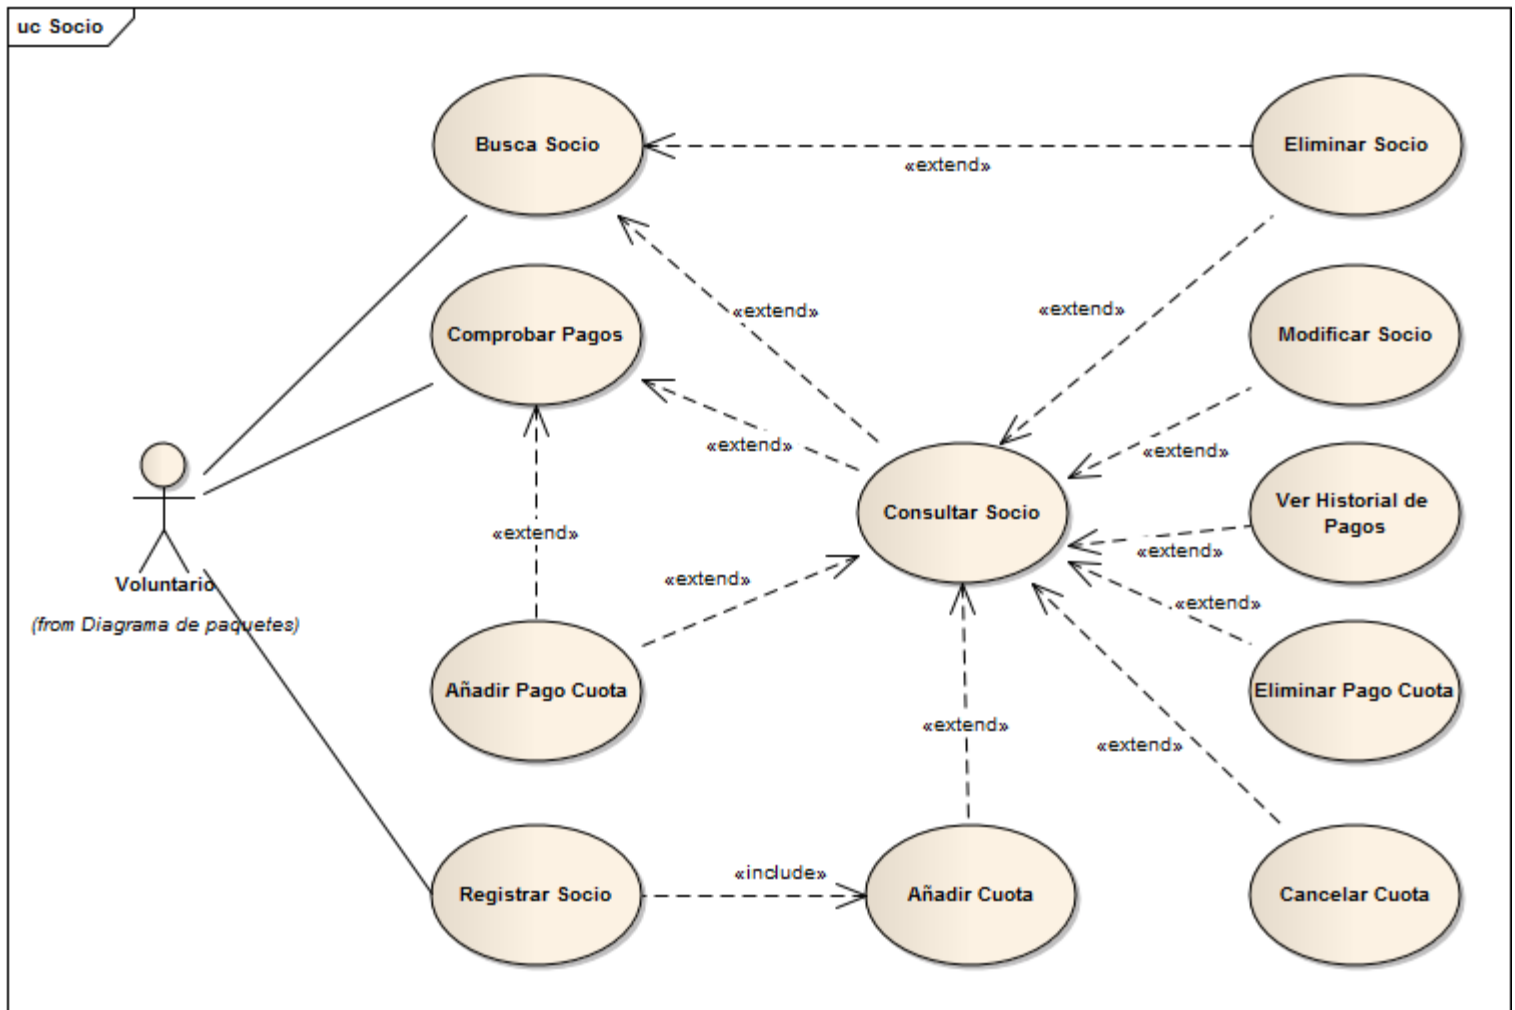 uc Socio
Busca Socio
Eliminar Socio
«extend»
«extend»
«extend»
Comprobar Pagos
Modificar Socio
«extend»
«extend»
Consultar Socio
Ver Historial de
Pagos
«extend»
«extend»
«extend»
«extend»
Voluntario
(from Diagrama de paquetes)
Añadir Pago Cuota
Eliminar Pago Cuota
«extend»
«extend»
«include»
Registrar Socio
Añadir Cuota
Cancelar Cuota